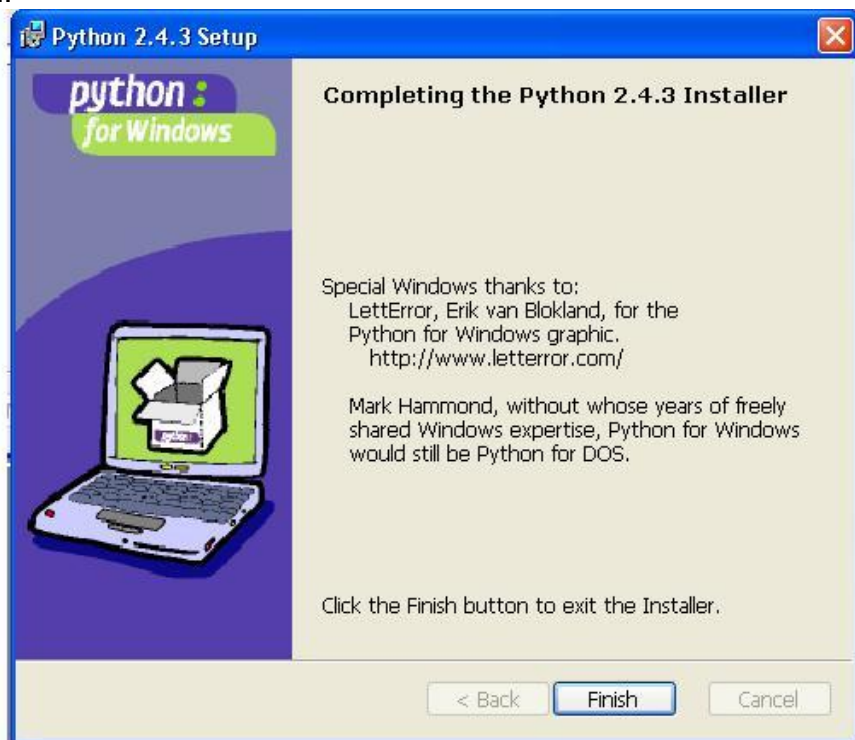 Python 2.4.3 Setup
python :
for Windows
Completing the Python 2.4.3 Installer
Special Windows thanks to:
LettError, Erik van Blokland, for the
Python for Windows graphic.
http://www.letterror.com/
Mark Hammond, without whose years of freely
shared Windows expertise, Python for Windows
would still be Python for DOS.
Click the Finish button to exit the Installer.
< Back
Finish
Cancel